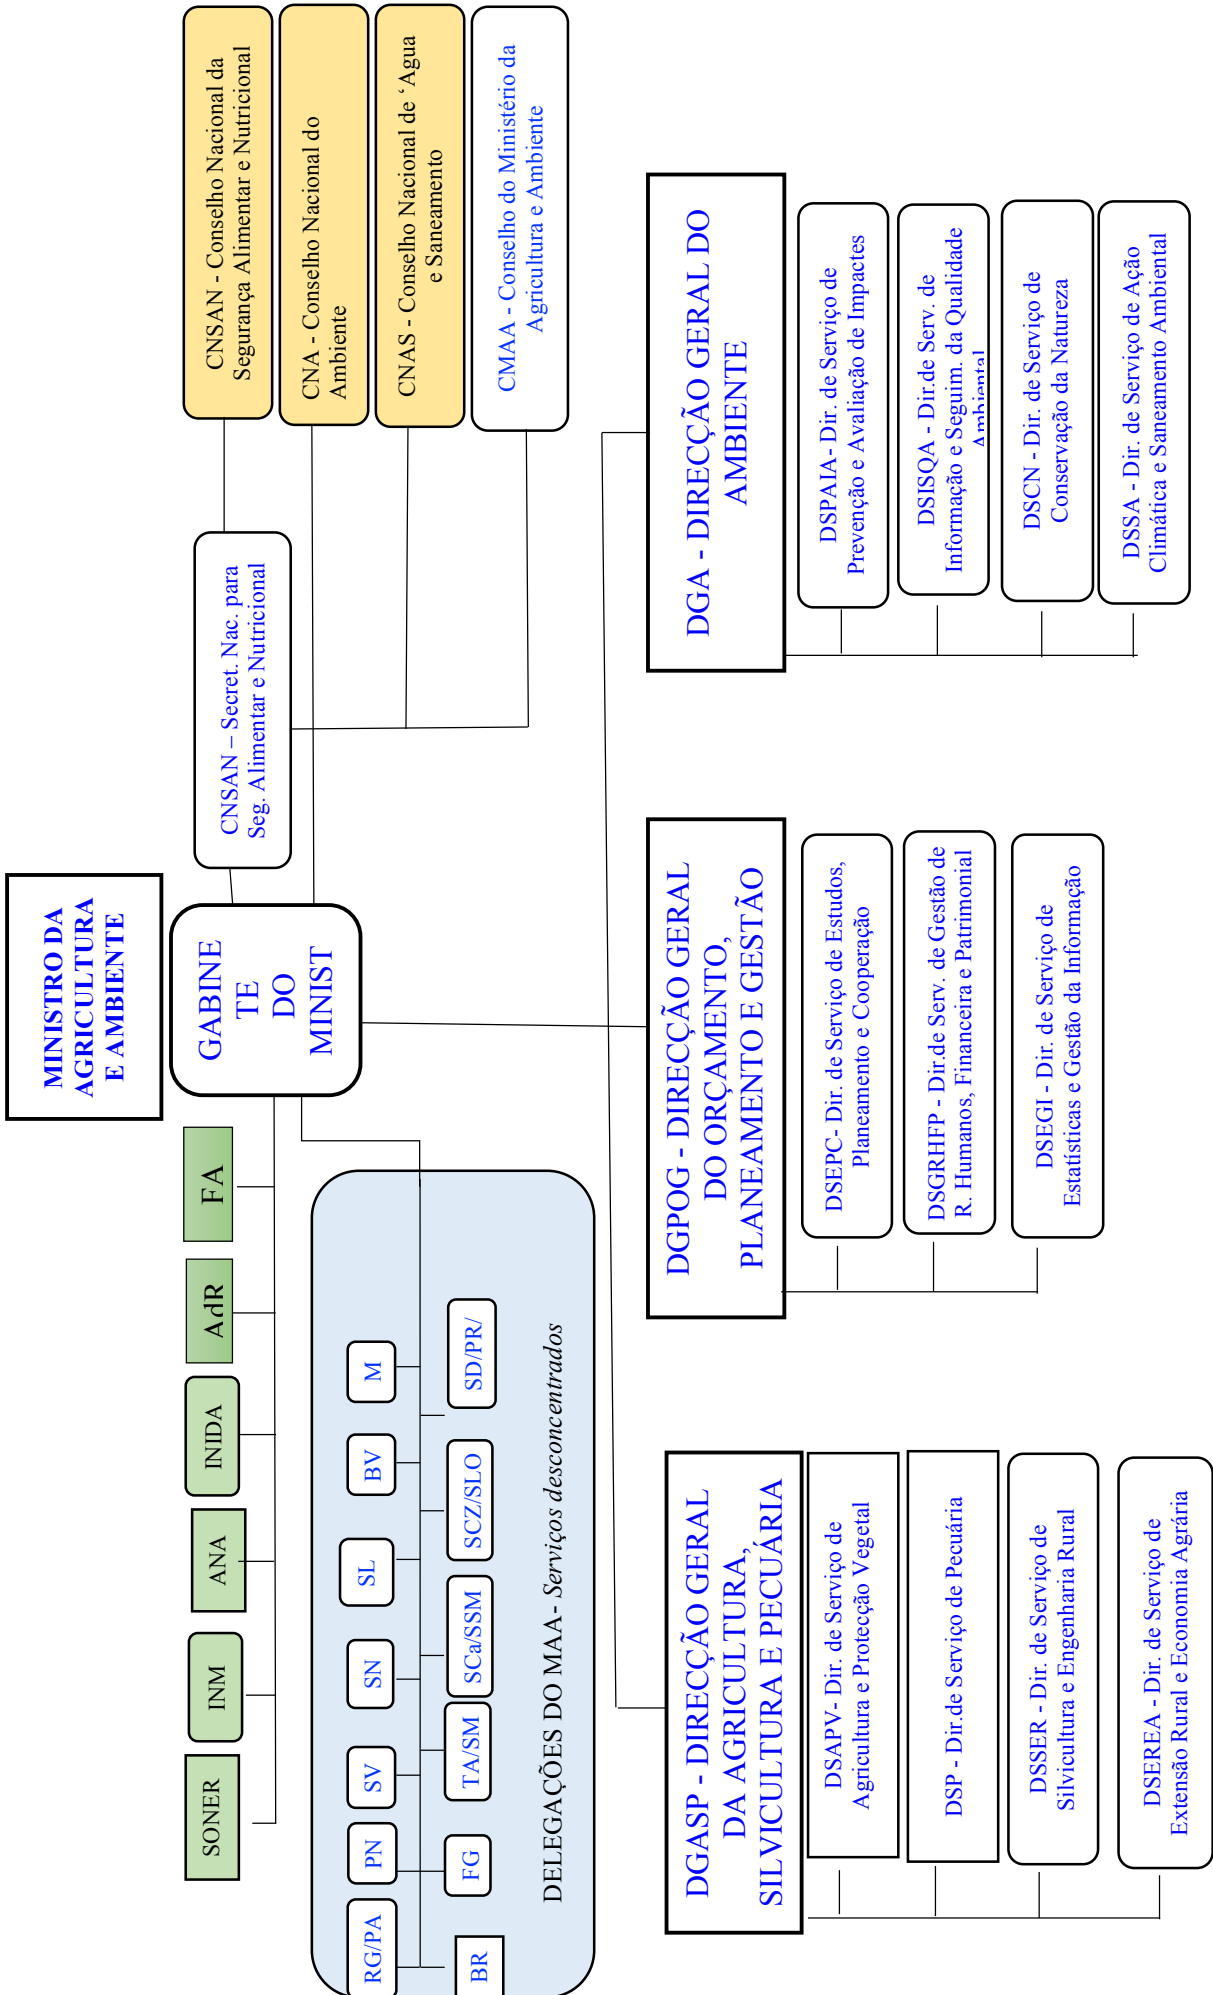 MINISTRO DA
AGRICULTURA
E AMBIENTE
GABINE
TE
DO
MINIST
CNSAN – Secret. Nac. para
Seg. Alimentar e Nutricional
CNSAN - Conselho Nacional da
Segurança Alimentar e Nutricional
CNA - Conselho Nacional do
Ambiente
CNAS - Conselho Nacional de ‘Agua
e Saneamento
CMAA - Conselho do Ministério da
Agricultura e Ambiente
SONER
INM
ANA
INIDA
AdR
FA
RG/PA
PN
SV
SN
SL
BV
M
BR
FG
TA/SM
SCa/SSM
SCZ/SLO
SD/PR/
DELEGAÇÕES DO MAA- Serviços desconcentrados
DGASP - DIRECÇÃO GERAL
DA AGRICULTURA,
SILVICULTURA E PECUÁRIA
DSAPV- Dir. de Serviço de
Agricultura e Protecção Vegetal
DSP - Dir.de Serviço de Pecuária
DSSER - Dir. de Serviço de
Silvicultura e Engenharia Rural
DSEREA - Dir. de Serviço de
Extensão Rural e Economia Agrária
DGPOG - DIRECÇÃO GERAL
DO ORÇAMENTO,
PLANEAMENTO E GESTÃO
DSEPC- Dir. de Serviço de Estudos,
Planeamento e Cooperação
DSGRHFP - Dir.de Serv. de Gestão de
R. Humanos, Financeira e Patrimonial
DSEGI - Dir. de Serviço de
Estatísticas e Gestão da Informação
DGA - DIRECÇÃO GERAL DO
AMBIENTE
DSPAIA- Dir. de Serviço de
Prevenção e Avaliação de Impactes
DSISQA - Dir.de Serv. de
Informação e Seguim. da Qualidade
Ambiental
DSCN - Dir. de Serviço de
Conservação da Natureza
DSSA - Dir. de Serviço de Ação
Climática e Saneamento Ambiental